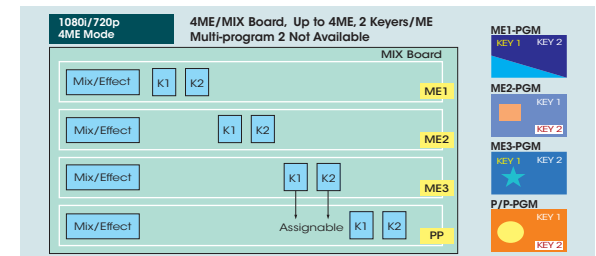 1080i/720p
4ME Mode
4ME/MIX Board, Up to 4ME, 2 Keyers/ME
Multi-program 2 Not Available
MIX Board
Mix/Effect K1 K2 ME1
Mix/Effect K1 K2 ME2
Mix/Effect K1 K2 ME3
Mix/Effect Assignable K1 K2 PP
ME1-PGM
KEY 1 KEY 2
ME2-PGM
KEY 1
KEY 2
ME3-PGM
KEY 1 KEY 2
P/P-PGM
KEY 1
KEY 2